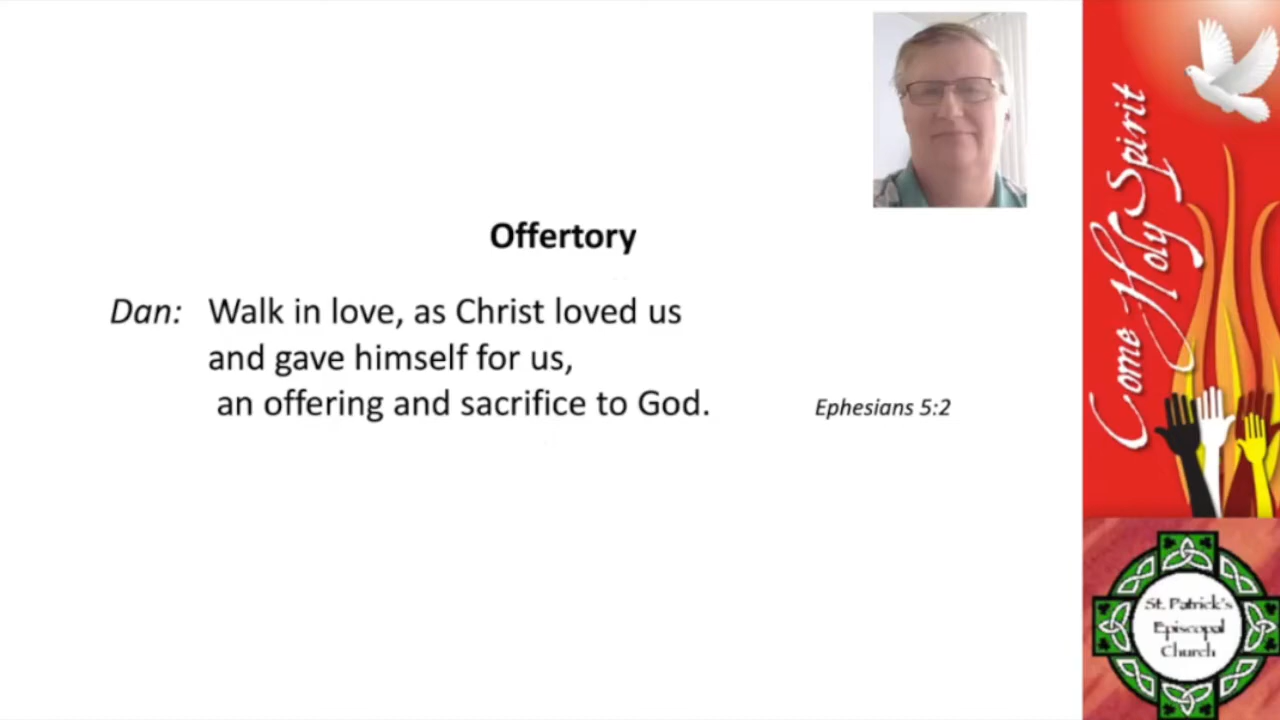 Offertory
Dan: Walk in love, as Christ loved us
and gave himself for us,
an offering and sacrifice to God.
Ephesians 5:2
Come Holy Spirit
St. Patrick's
Episcopal
Church